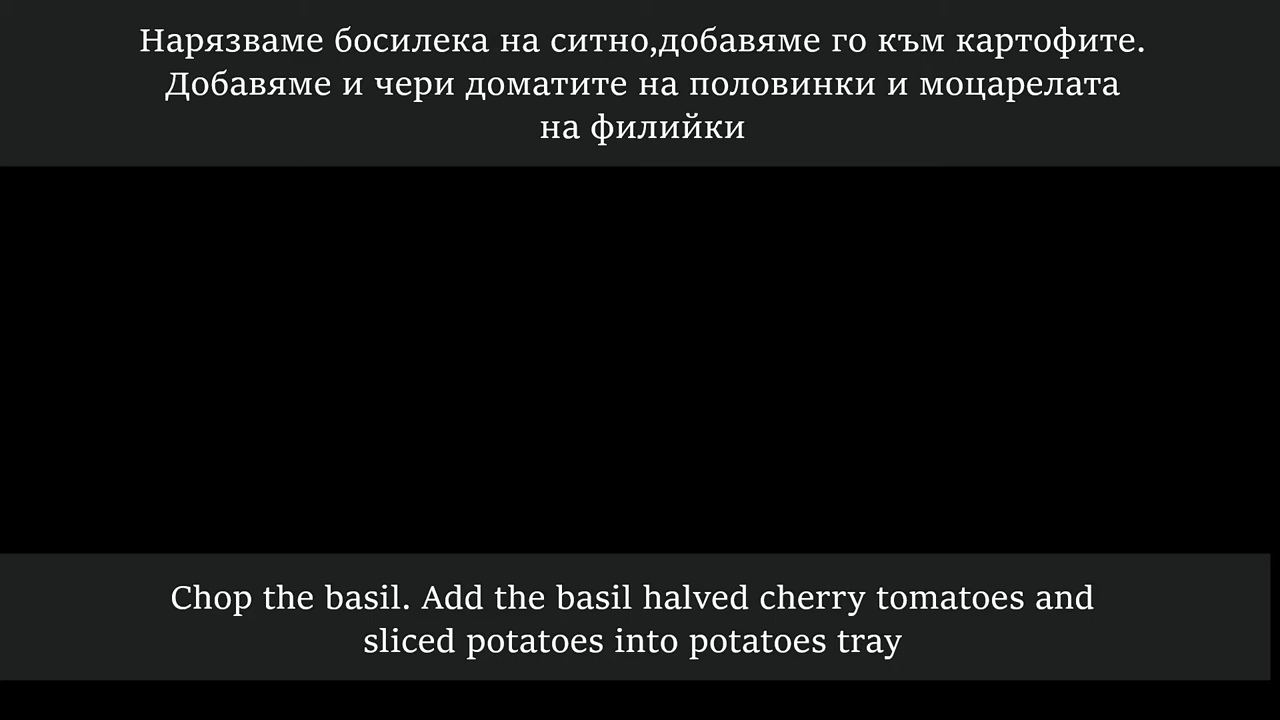 Нарязваме босилека на ситно,добавяме го към картофите.
Добавяме и чери доматите на половинки и моцарелата
на филийки
Chop the basil. Add the basil halved cherry tomatoes and
sliced potatoes into potatoes tray